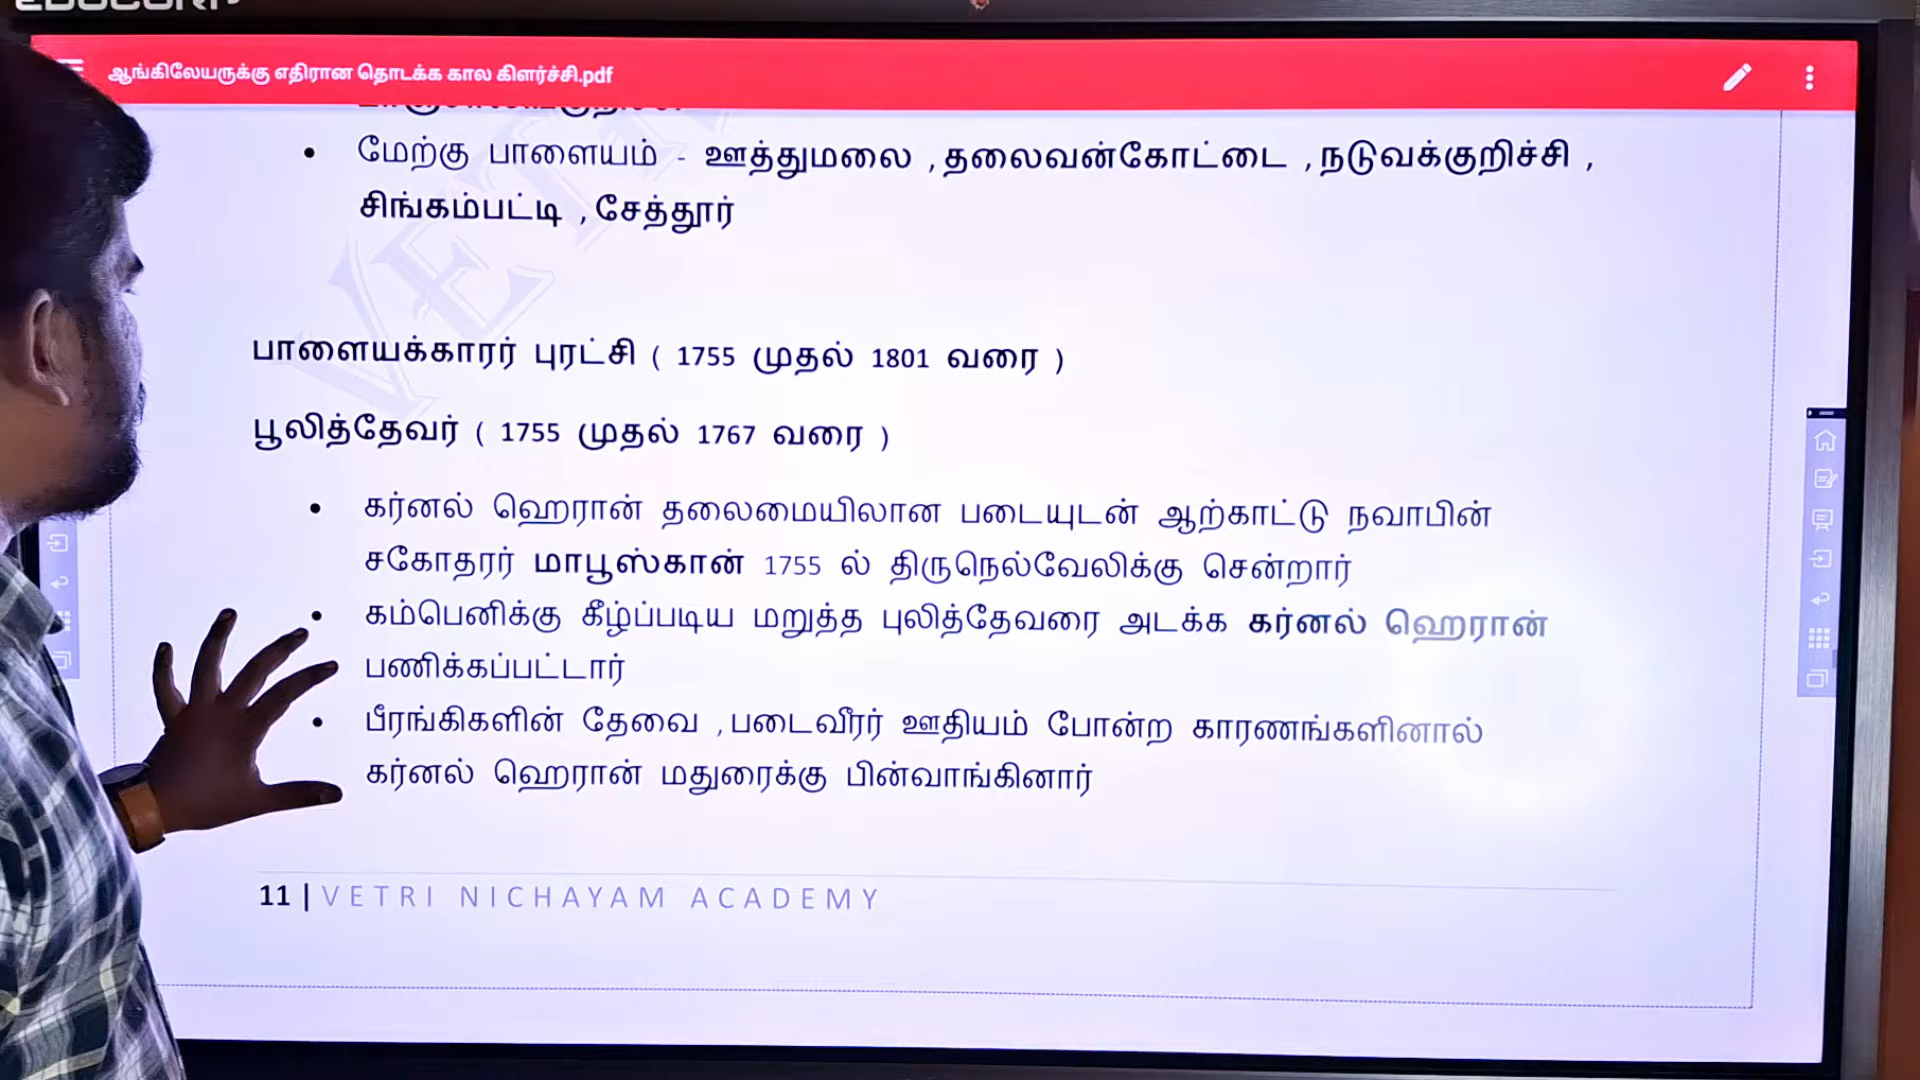 ஆங்கிலேயருக்கு எதிரான தொடக்க கால கிளர்ச்சி.pdf
• மேற்கு பாளையம் - ஊத்துமலை ,தலைவன்கோட்டை ,நடுவக்குறிச்சி ,
சிங்கம்பட்டி ,சேத்தூர்
பாளையக்காரர் புரட்சி ( 1755 முதல் 1801 வரை )
பூலித்தேவர் ( 1755 முதல் 1767 வரை )
• கர்னல் ஹெரான் தலைமையிலான படையுடன் ஆற்காட்டு நவாபின்
சகோதரர் மாபூஸ்கான் 1755 ல் திருநெல்வேலிக்கு சென்றார்
• கம்பெனிக்கு கீழ்ப்படிய மறுத்த புலித்தேவரை அடக்க கர்னல் ஹெரான்
பணிக்கப்பட்டார்
• பீரங்கிகளின் தேவை ,படைவீரர் ஊதியம் போன்ற காரணங்களினால்
கர்னல் ஹெரான் மதுரைக்கு பின்வாங்கினார்
11 | VETRI NICHAYAM ACADEMY